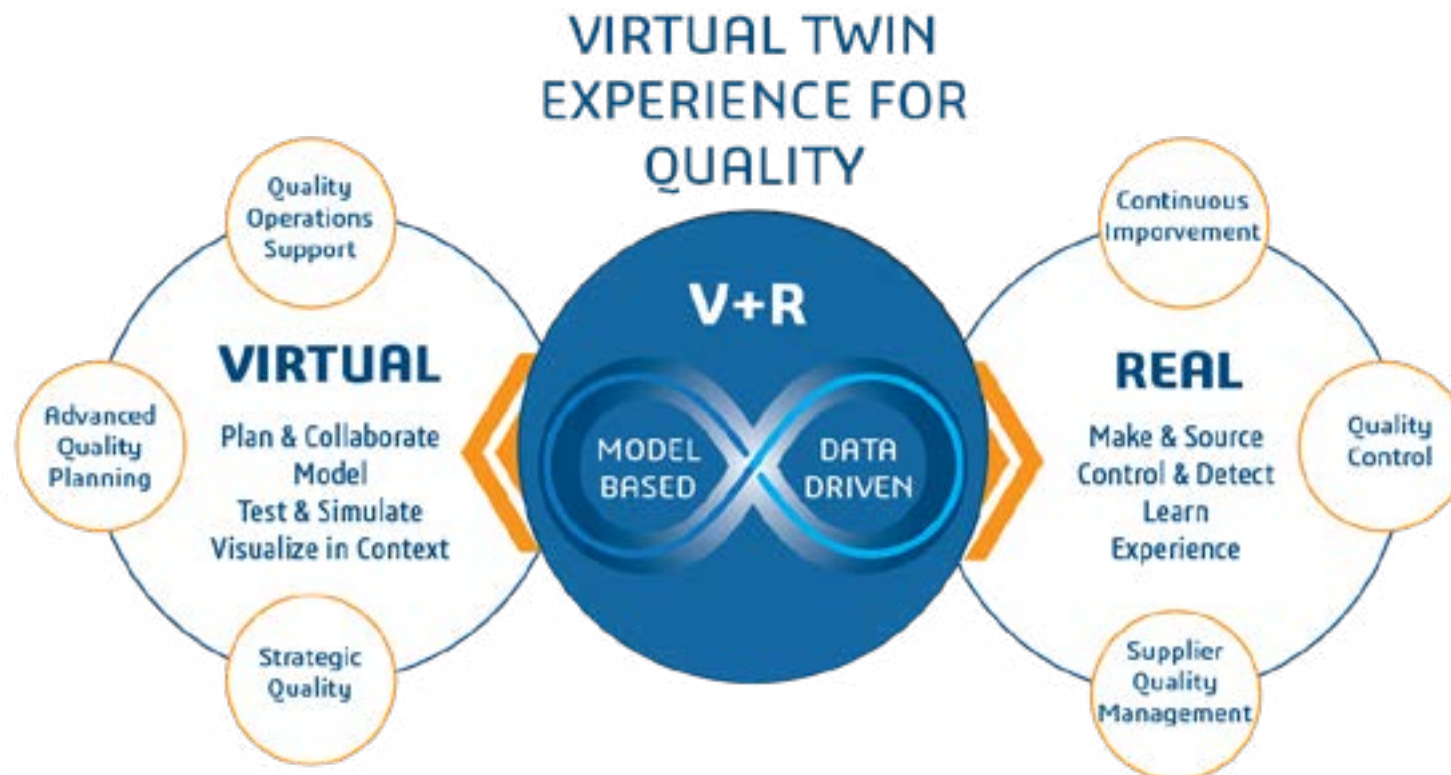 VIRTUAL TWIN
EXPERIENCE FOR
QUALITY
Quality
Operations
Support
Advanced
Quality
Planning
Strategic
Quality
VIRTUAL
Plan & Collaborate
Model
Test & Simulate
Visualize in Context
V+R
MODEL
BASED
DATA
DRIVEN
REAL
Make & Source
Control & Detect
Learn
Experience
Continuous
Imporvement
Quality
Control
Supplier
Quality
Management